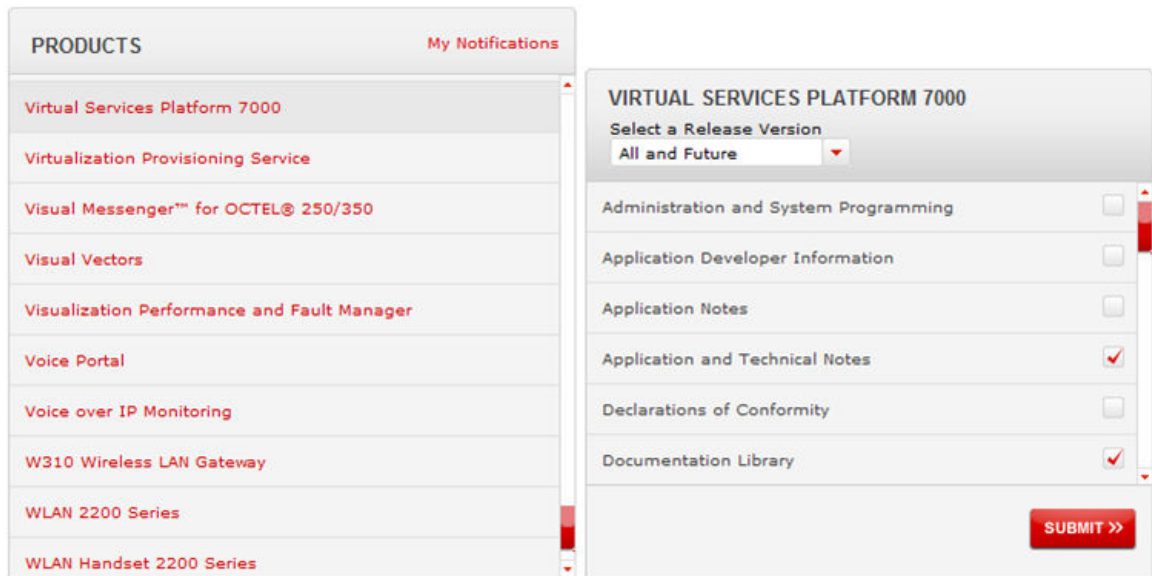 PRODUCTS
My Notifications
Virtual Services Platform 7000
Virtualization Provisioning Service
Visual Messenger™ for OCTEL® 250/350
Visual Vectors
Visualization Performance and Fault Manager
Voice Portal
Voice over IP Monitoring
W310 Wireless LAN Gateway
WLAN 2200 Series
WLAN Handset 2200 Series
VIRTUAL SERVICES PLATFORM 7000
Select a Release Version
All and Future
Administration and System Programming
Application Developer Information
Application Notes
Application and Technical Notes
Declarations of Conformity
Documentation Library
SUBMIT >>